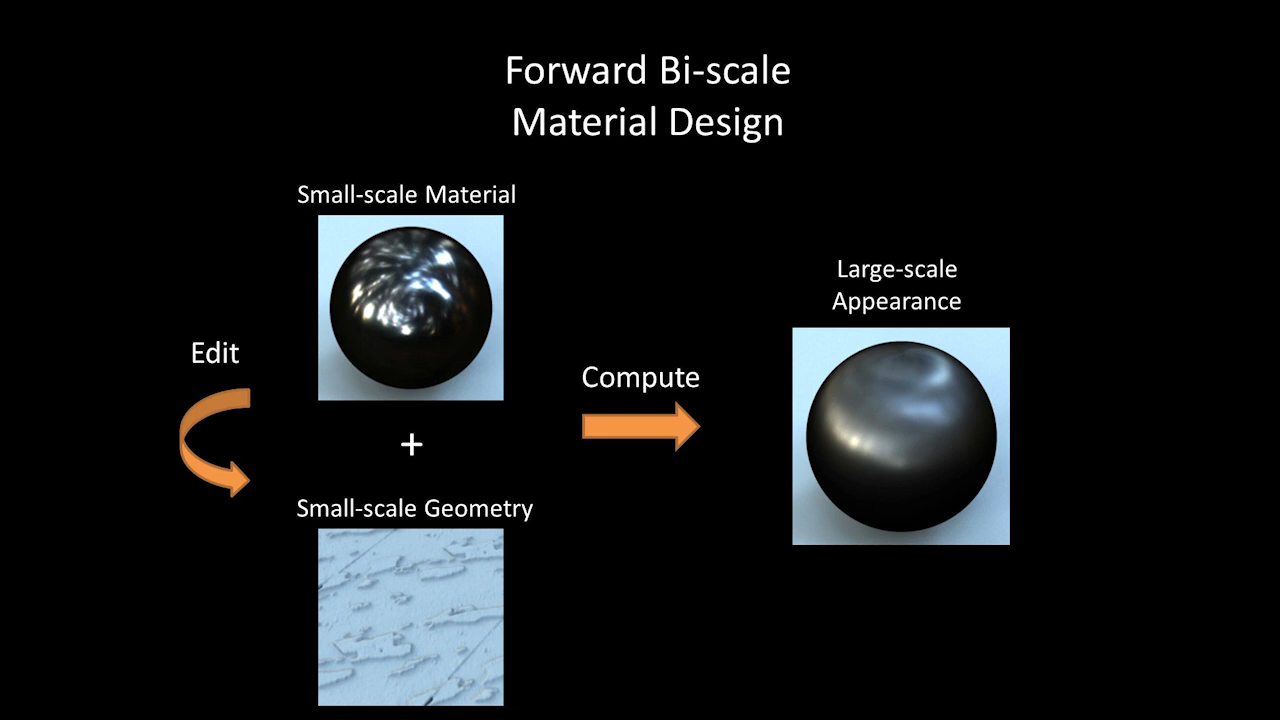 Forward Bi-scale
Material Design
Small-scale Material
Large-scale
Appearance
Edit
Compute
+
Small-scale Geometry